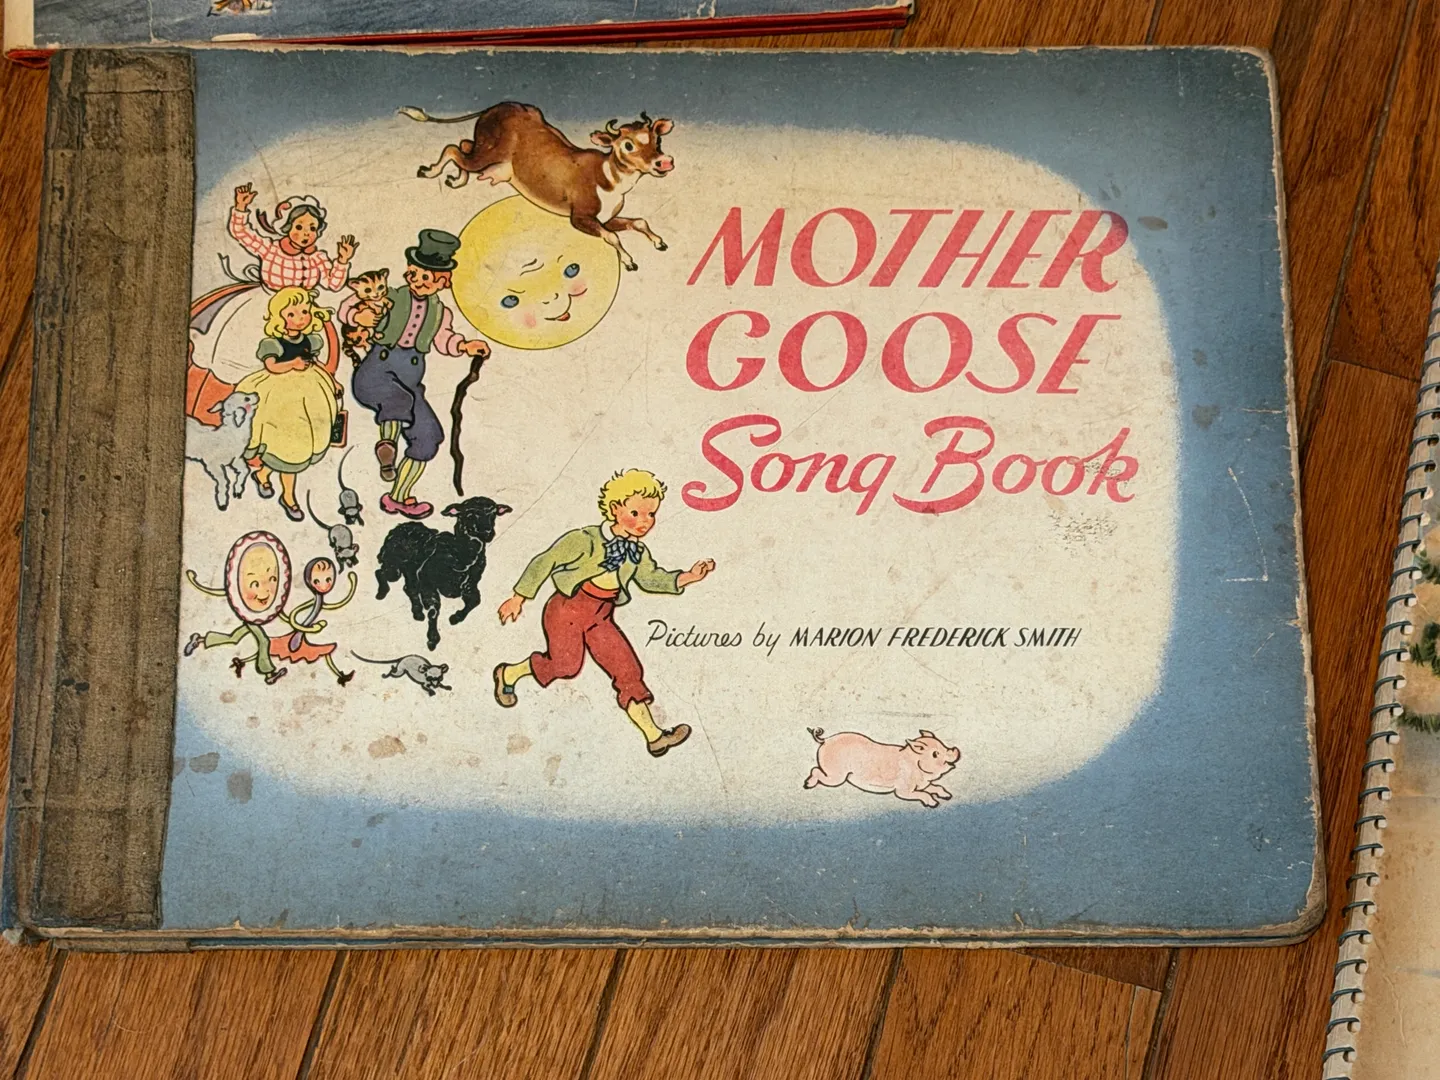 MOTHER
GOOSE
Song Book
Pictures by MARION FREDERICK SMITH